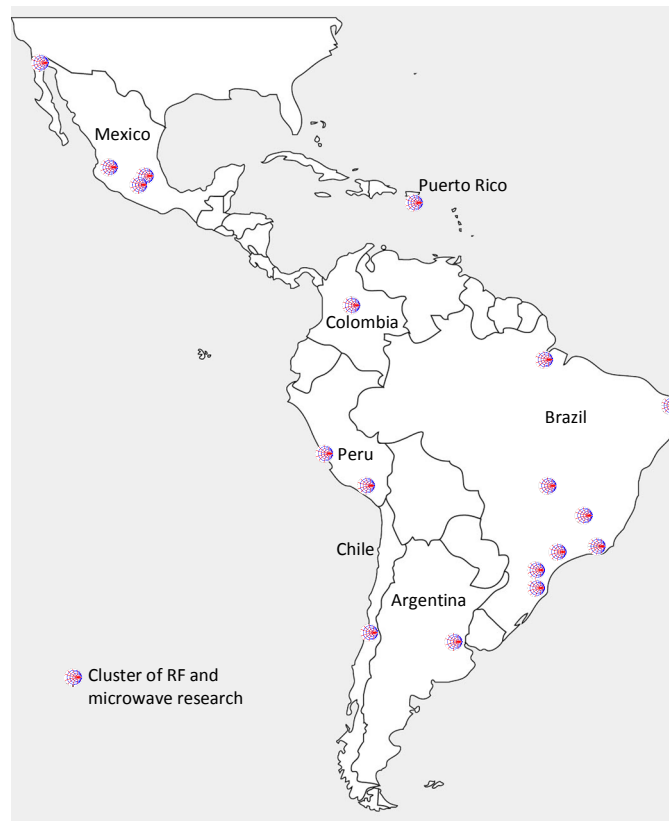 Mexico
Puerto Rico
Colombia
Brazil
Peru
Chile
Argentina
Cluster of RF and
microwave research